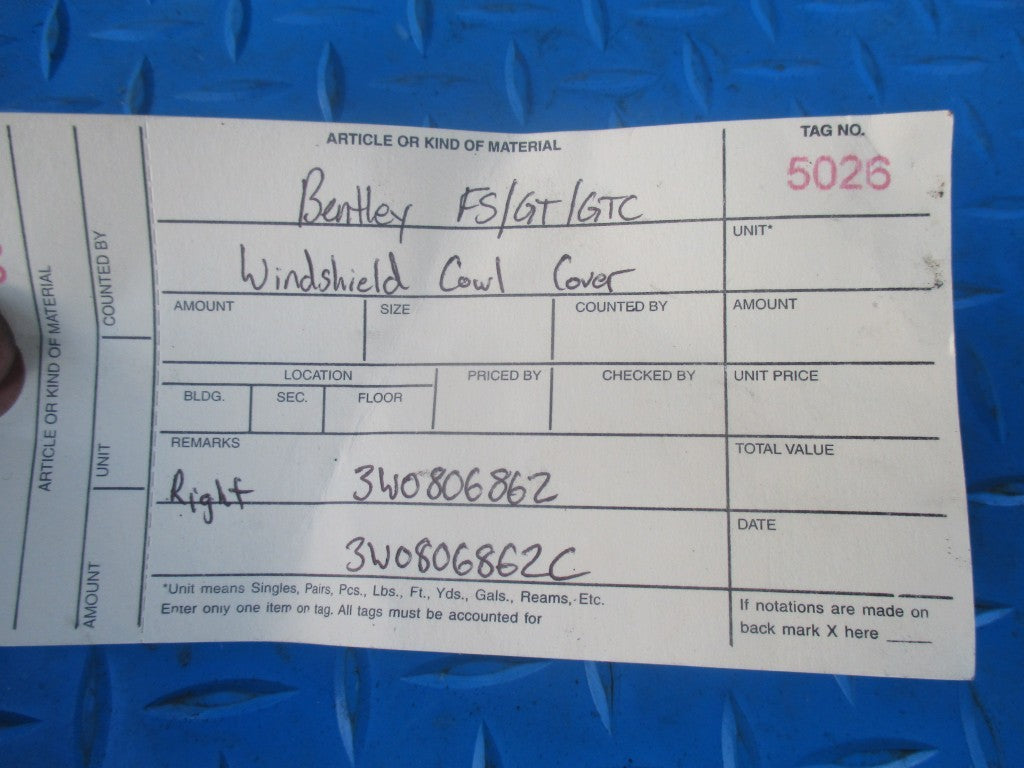 ARTICLE OR KIND OF MATERIAL
Bentley FS/GT/GTC
Windshield Cowl Cover
TAG NO.
5026
UNIT*
AMOUNT SIZE COUNTED BY AMOUNT
LOCATION PRICED BY CHECKED BY UNIT PRICE
BLDG. SEC. FLOOR
REMARKS
Right 3W0806862
3W0806862C
TOTAL VALUE
DATE
*Unit means Singles, Pairs, Pcs., Lbs., Ft., Yds., Gals., Reams, Etc.
Enter only one item on tag. All tags must be accounted for
If notations are made on
back mark X here ____
ARTICLE OR KIND OF MATERIAL
COUNTED BY
UNIT
AMOUNT